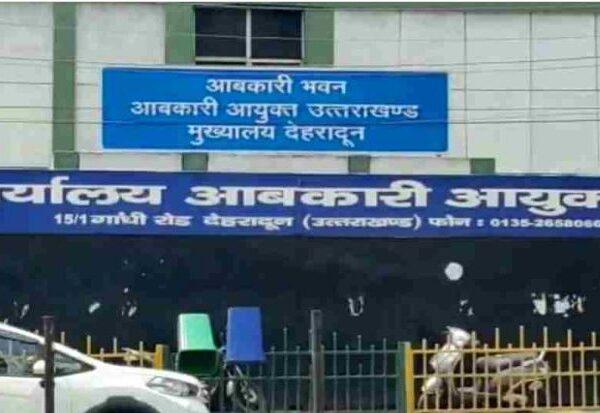 आबकारी भवन
आबकारी आयुक्त उत्तराखण्ड
मुख्यालय देहरादून
र्यालय आबकारी आयुक्
15/1 गांधी रोड देहरादून (उत्तराखण्ड) फोन : 0135-2658060